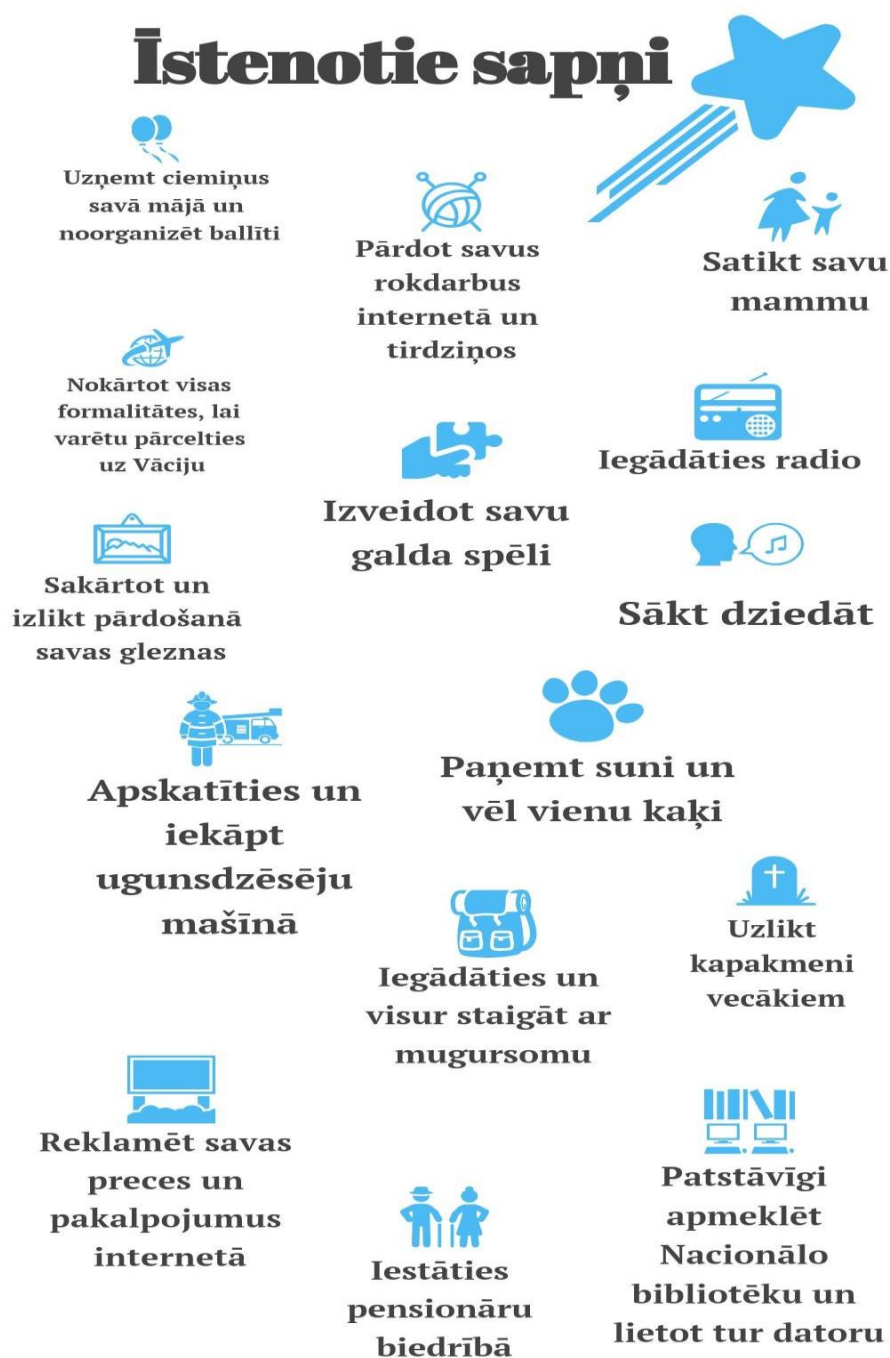 Īstenotie sapņi
Uzņemt ciemiņus
savā mājā un
noorganizēt ballīti
Pārdot savus
rokdarbus
internetā un
tirdziņos
Satikt savu
mammu
Nokārtot visas
formalitātes, lai
varētu pārcelties
uz Vāciju
Izveidot savu
galda spēli
Iegādāties radio
Sakārtot un
izlikt pārdošanā
savas gleznas
Sākt dziedāt
Apskatīties un
iekāpt
ugunsdzēsēju
mašīnā
Paņemt suni un
vēl vienu kaķi
Iegādāties un
visur staigāt ar
mugursomu
Uzlikt
kapakmeni
vecākiem
Reklamēt savas
preces un
pakalpojumus
internetā
Iestāties
pensionāru
biedrībā
Patstāvīgi
apmeklēt
Nacionālo
bibliotēku un
lietot tur datoru